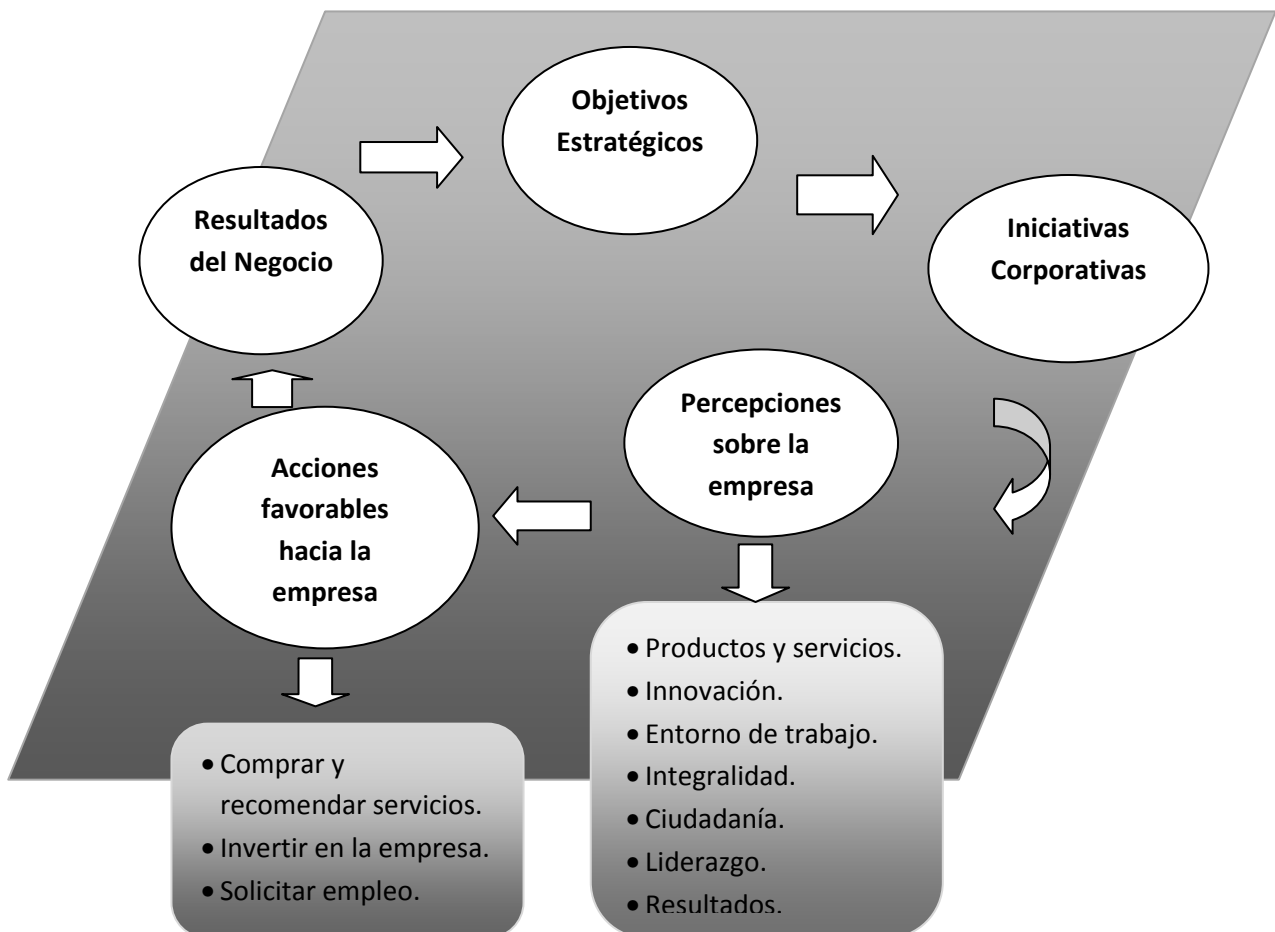 Objetivos
Estratégicos
Resultados
del Negocio
Iniciativas
Corporativas
Percepciones
sobre la
empresa
Acciones
favorables
hacia la
empresa
• Productos y servicios.
• Innovación.
• Entorno de trabajo.
• Integralidad.
• Ciudadanía.
• Liderazgo.
• Resultados.
• Comprar y
recomendar servicios.
• Invertir en la empresa.
• Solicitar empleo.